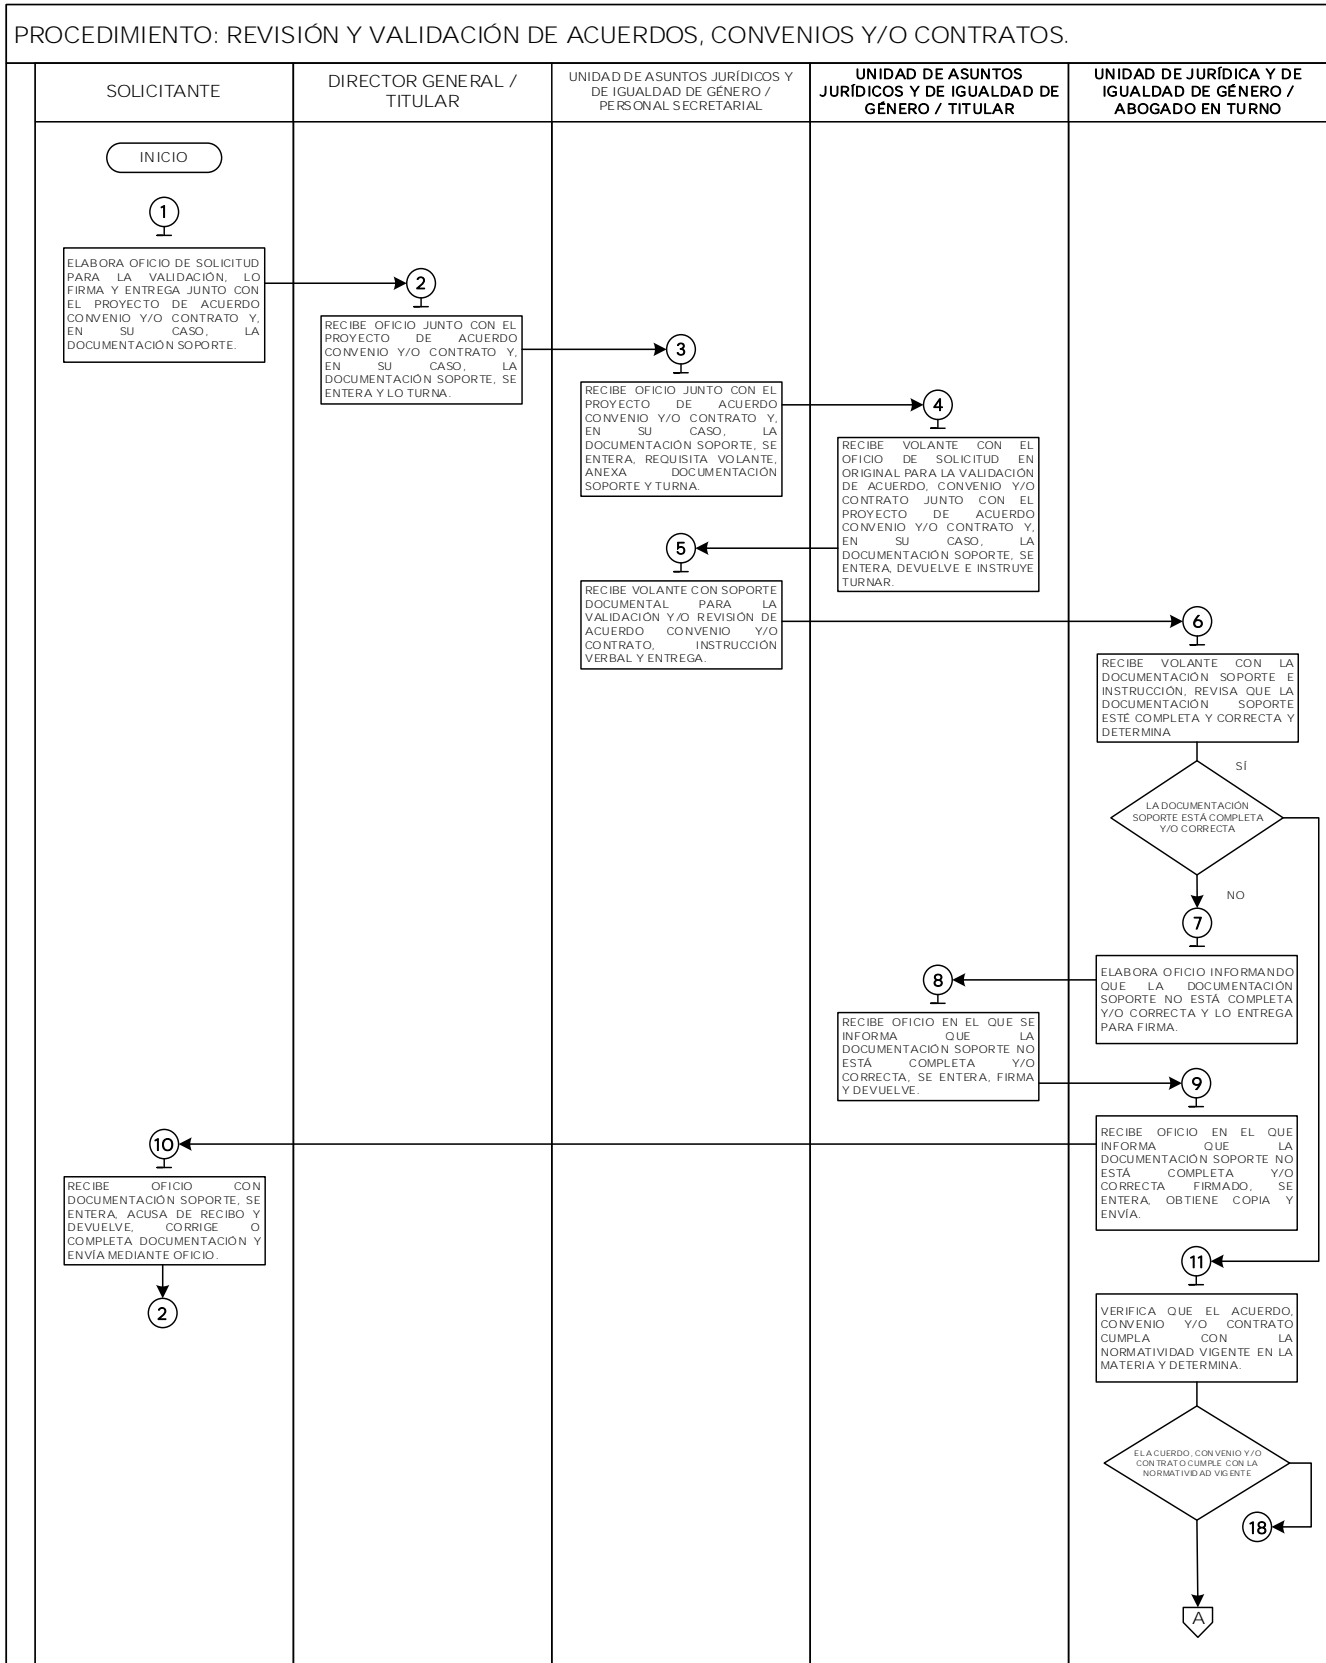 PROCEDIMIENTO: REVISIÓN Y VALIDACIÓN DE ACUERDOS, CONVENIOS Y/O CONTRATOS.
SOLICITANTE
DIRECTOR GENERAL /
TITULAR
UNIDAD DE ASUNTOS JURÍDICOS Y
DE IGUALDAD DE GÉNERO /
PERSONAL SECRETARIAL
UNIDAD DE ASUNTOS
JURÍDICOS Y DE IGUALDAD DE
GÉNERO / TITULAR
UNIDAD DE JURÍDICA Y DE
IGUALDAD DE GÉNERO /
ABOGADO EN TURNO
INICIO
1
ELABORA OFICIO DE SOLICITUD
PARA LA VALIDACIÓN, LO
FIRMA Y ENTREGA JUNTO CON
EL PROYECTO DE ACUERDO
CONVENIO Y/O CONTRATO Y,
EN SU CASO, LA
DOCUMENTACIÓN SOPORTE.
2
RECIBE OFICIO JUNTO CON EL
PROYECTO DE ACUERDO
CONVENIO Y/O CONTRATO Y,
EN SU CASO, LA
DOCUMENTACIÓN SOPORTE, SE
ENTERA Y LO TURNA.
3
RECIBE OFICIO JUNTO CON EL
PROYECTO DE ACUERDO
CONVENIO Y/O CONTRATO Y,
EN SU CASO, LA
DOCUMENTACIÓN SOPORTE, SE
ENTERA, REQUISITA VOLANTE,
ANEXA DOCUMENTACIÓN
SOPORTE Y TURNA.
4
RECIBE VOLANTE CON EL
OFICIO DE SOLICITUD EN
ORIGINAL PARA LA VALIDACIÓN
DE ACUERDO, CONVENIO Y/O
CONTRATO JUNTO CON EL
PROYECTO DE ACUERDO
CONVENIO Y/O CONTRATO Y,
EN SU CASO, LA
DOCUMENTACIÓN SOPORTE, SE
ENTERA, DEVUELVE E INSTRUYE
TURNAR.
5
RECIBE VOLANTE CON SOPORTE
DOCUMENTAL PARA LA
VALIDACIÓN Y/O REVISIÓN DE
ACUERDO CONVENIO Y/O
CONTRATO, INSTRUCCIÓN
VERBAL Y ENTREGA.
6
RECIBE VOLANTE CON LA
DOCUMENTACIÓN SOPORTE E
INSTRUCCIÓN, REVISA QUE LA
DOCUMENTACIÓN SOPORTE
ESTÉ COMPLETA Y CORRECTA Y
DETERMINA
SÍ
LA DOCUMENTACIÓN
SOPORTE ESTÁ COMPLETA
Y/O CORRECTA
NO
7
ELABORA OFICIO INFORMANDO
QUE LA DOCUMENTACIÓN
SOPORTE NO ESTÁ COMPLETA
Y/O CORRECTA Y LO ENTREGA
PARA FIRMA.
8
RECIBE OFICIO EN EL QUE SE
INFORMA QUE LA
DOCUMENTACIÓN SOPORTE NO
ESTÁ COMPLETA Y/O
CORRECTA, SE ENTERA, FIRMA
Y DEVUELVE.
9
RECIBE OFICIO EN EL QUE
INFORMA QUE LA
DOCUMENTACIÓN SOPORTE NO
ESTÁ COMPLETA Y/O
CORRECTA FIRMADO, SE
ENTERA, OBTIENE COPIA Y
ENVÍA.
10
RECIBE OFICIO CON
DOCUMENTACIÓN SOPORTE, SE
ENTERA, ACUSA DE RECIBO Y
DEVUELVE, CORRIGE O
COMPLETA DOCUMENTACIÓN Y
ENVÍA MEDIANTE OFICIO.
2
11
VERIFICA QUE EL ACUERDO,
CONVENIO Y/O CONTRATO
CUMPLA CON LA
NORMATIVIDAD VIGENTE EN LA
MATERIA Y DETERMINA.
EL ACUERDO, CONVENIO Y/O
CONTRATO CUMPLE CON LA
NORMATIVIDAD VIGENTE
18
A